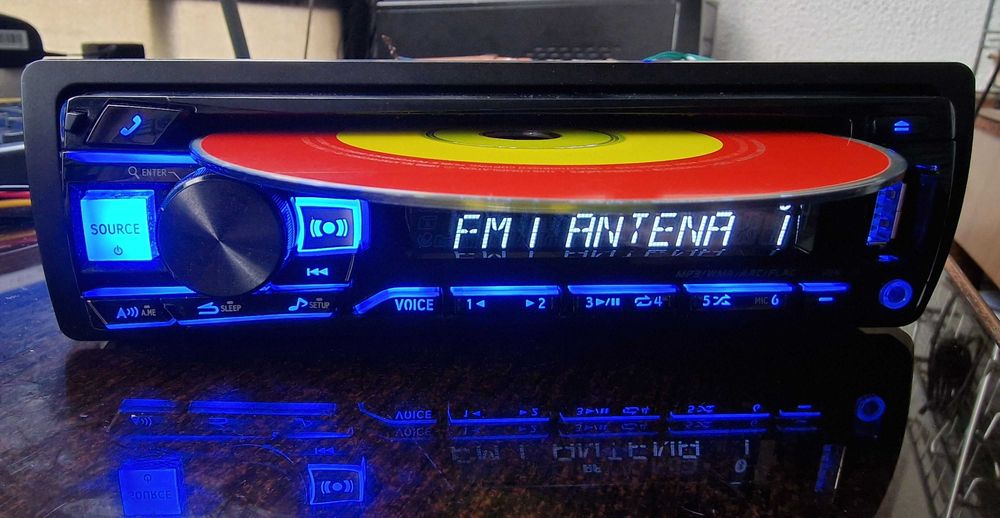 ENTER
SOURCE
FM1 ANTENA 1
MP3/WMA/AAC/FLAC
A.ME
SLEEP
SETUP
VOICE
1
2
3
4
5
MIC 6